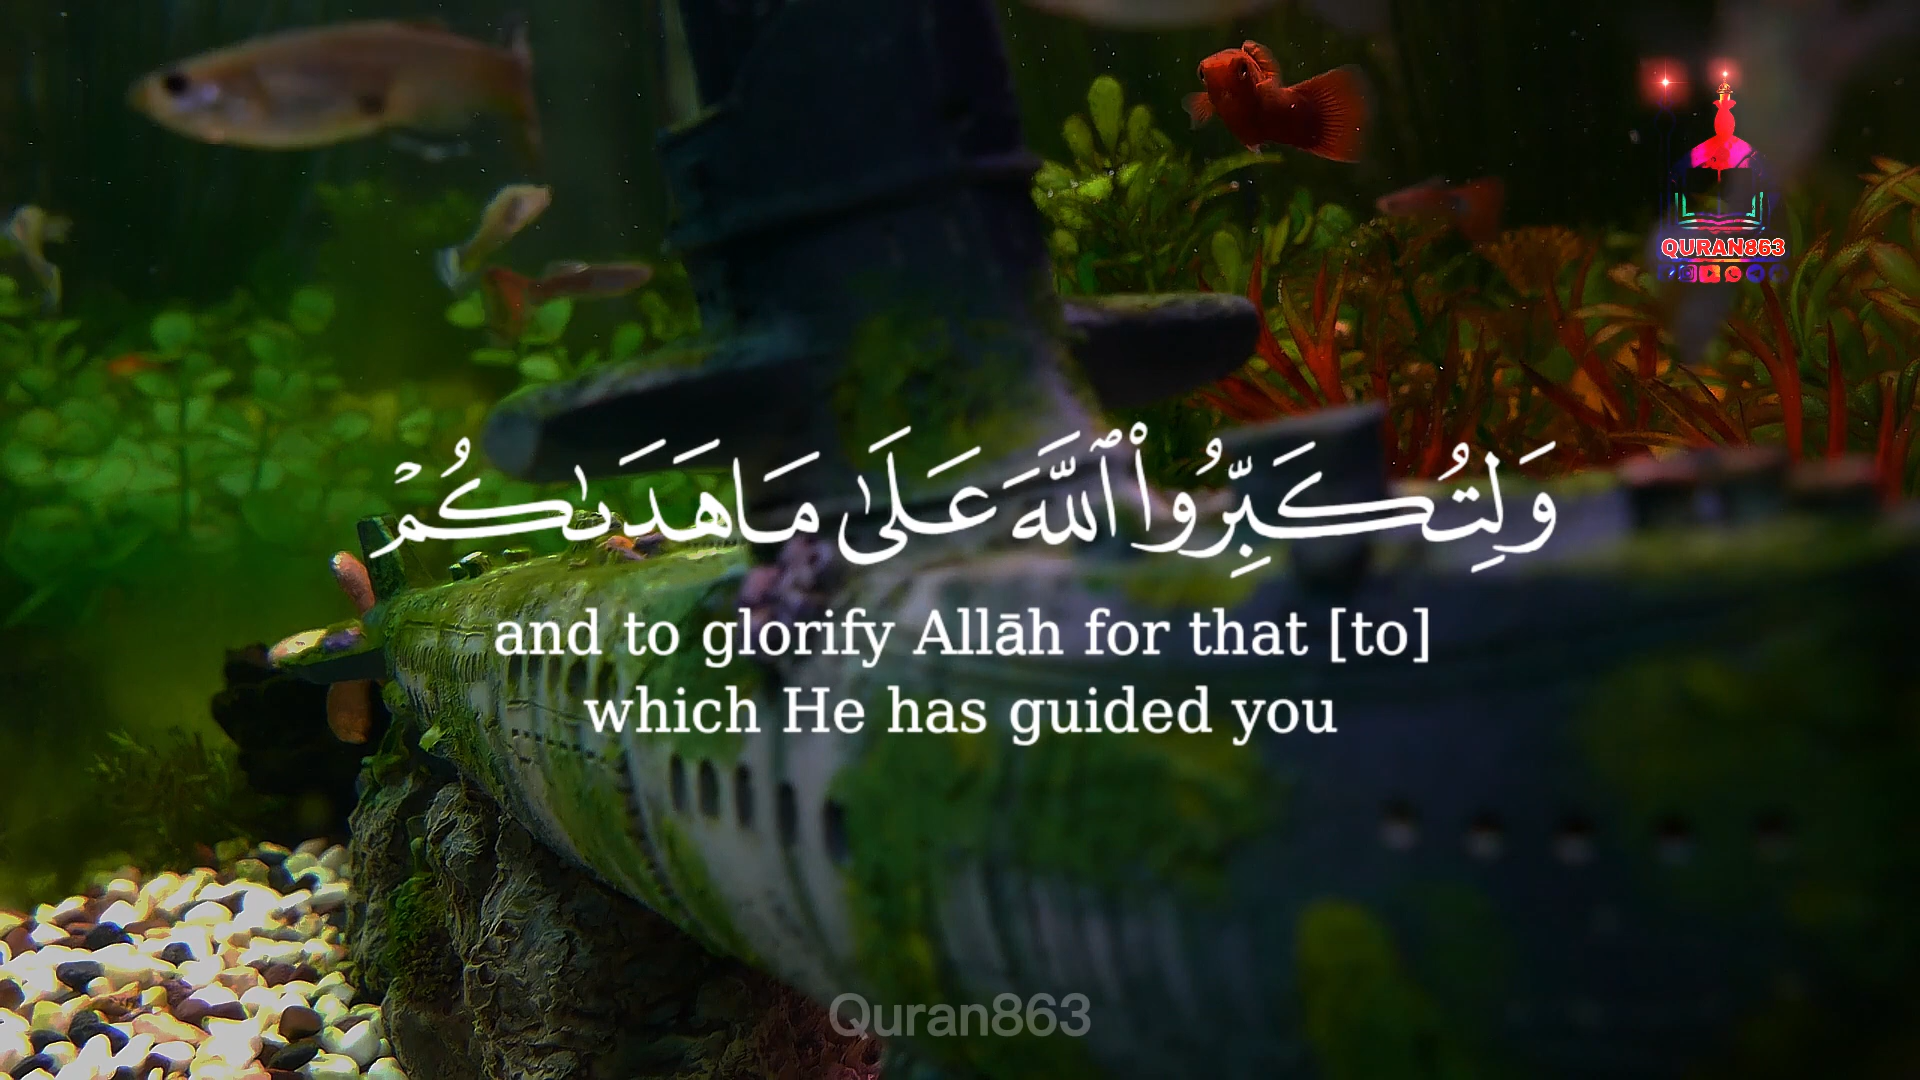 QURAN863
وَلِتُكَبِّرُوا۟ ٱللَّهَ عَلَىٰ مَا هَدَىٰكُمْ
and to glorify Allāh for that [to]
which He has guided you
Quran863